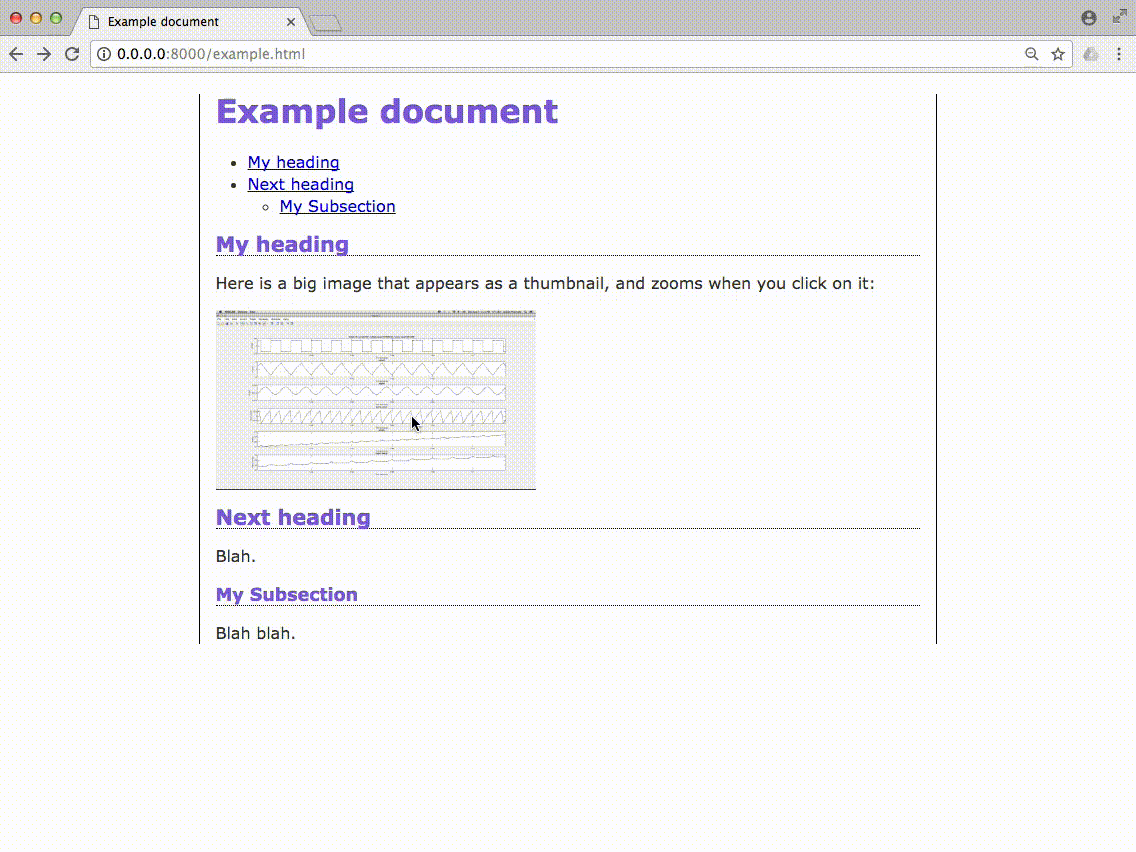 Example document
0.0.0.0:8000/example.html
Example document
My heading
Next heading
My Subsection
My heading
Here is a big image that appears as a thumbnail, and zooms when you click on it:
Next heading
Blah.
My Subsection
Blah blah.